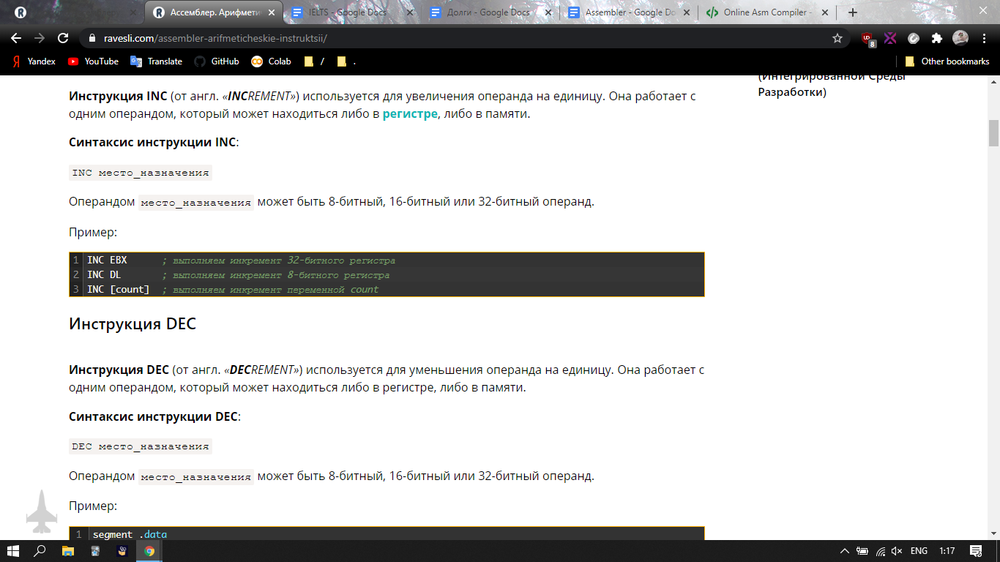 Ассемблер. Арифмети
IELTS - Google Docs
Долги - Google Docs
Assembler - Google Do
Online Asm Compiler -
ravesli.com/assembler-arifmeticheskie-instruktsii/
8
Yandex
YouTube
Translate
GitHub
Colab
/
.
Other bookmarks
(Интегрированной Среды
Разработки)
Инструкция INC (от англ. «INCREMENT») используется для увеличения операнда на единицу. Она работает с
одним операндом, который может находиться либо в регистре, либо в памяти.
Синтаксис инструкции INC:
INC место_назначения
Операндом место_назначения может быть 8-битный, 16-битный или 32-битный операнд.
Пример:
1 INC EBX ; выполняем инкремент 32-битного регистра
2 INC DL ; выполняем инкремент 8-битного регистра
3 INC [count] ; выполняем инкремент переменной count
Инструкция DEC
Инструкция DEC (от англ. «DECREMENT») используется для уменьшения операнда на единицу. Она работает с
одним операндом, который может находиться либо в регистре, либо в памяти.
Синтаксис инструкции DEC:
DEC место_назначения
Операндом место_назначения может быть 8-битный, 16-битный или 32-битный операнд.
Пример:
1 segment .data
ENG
1:17